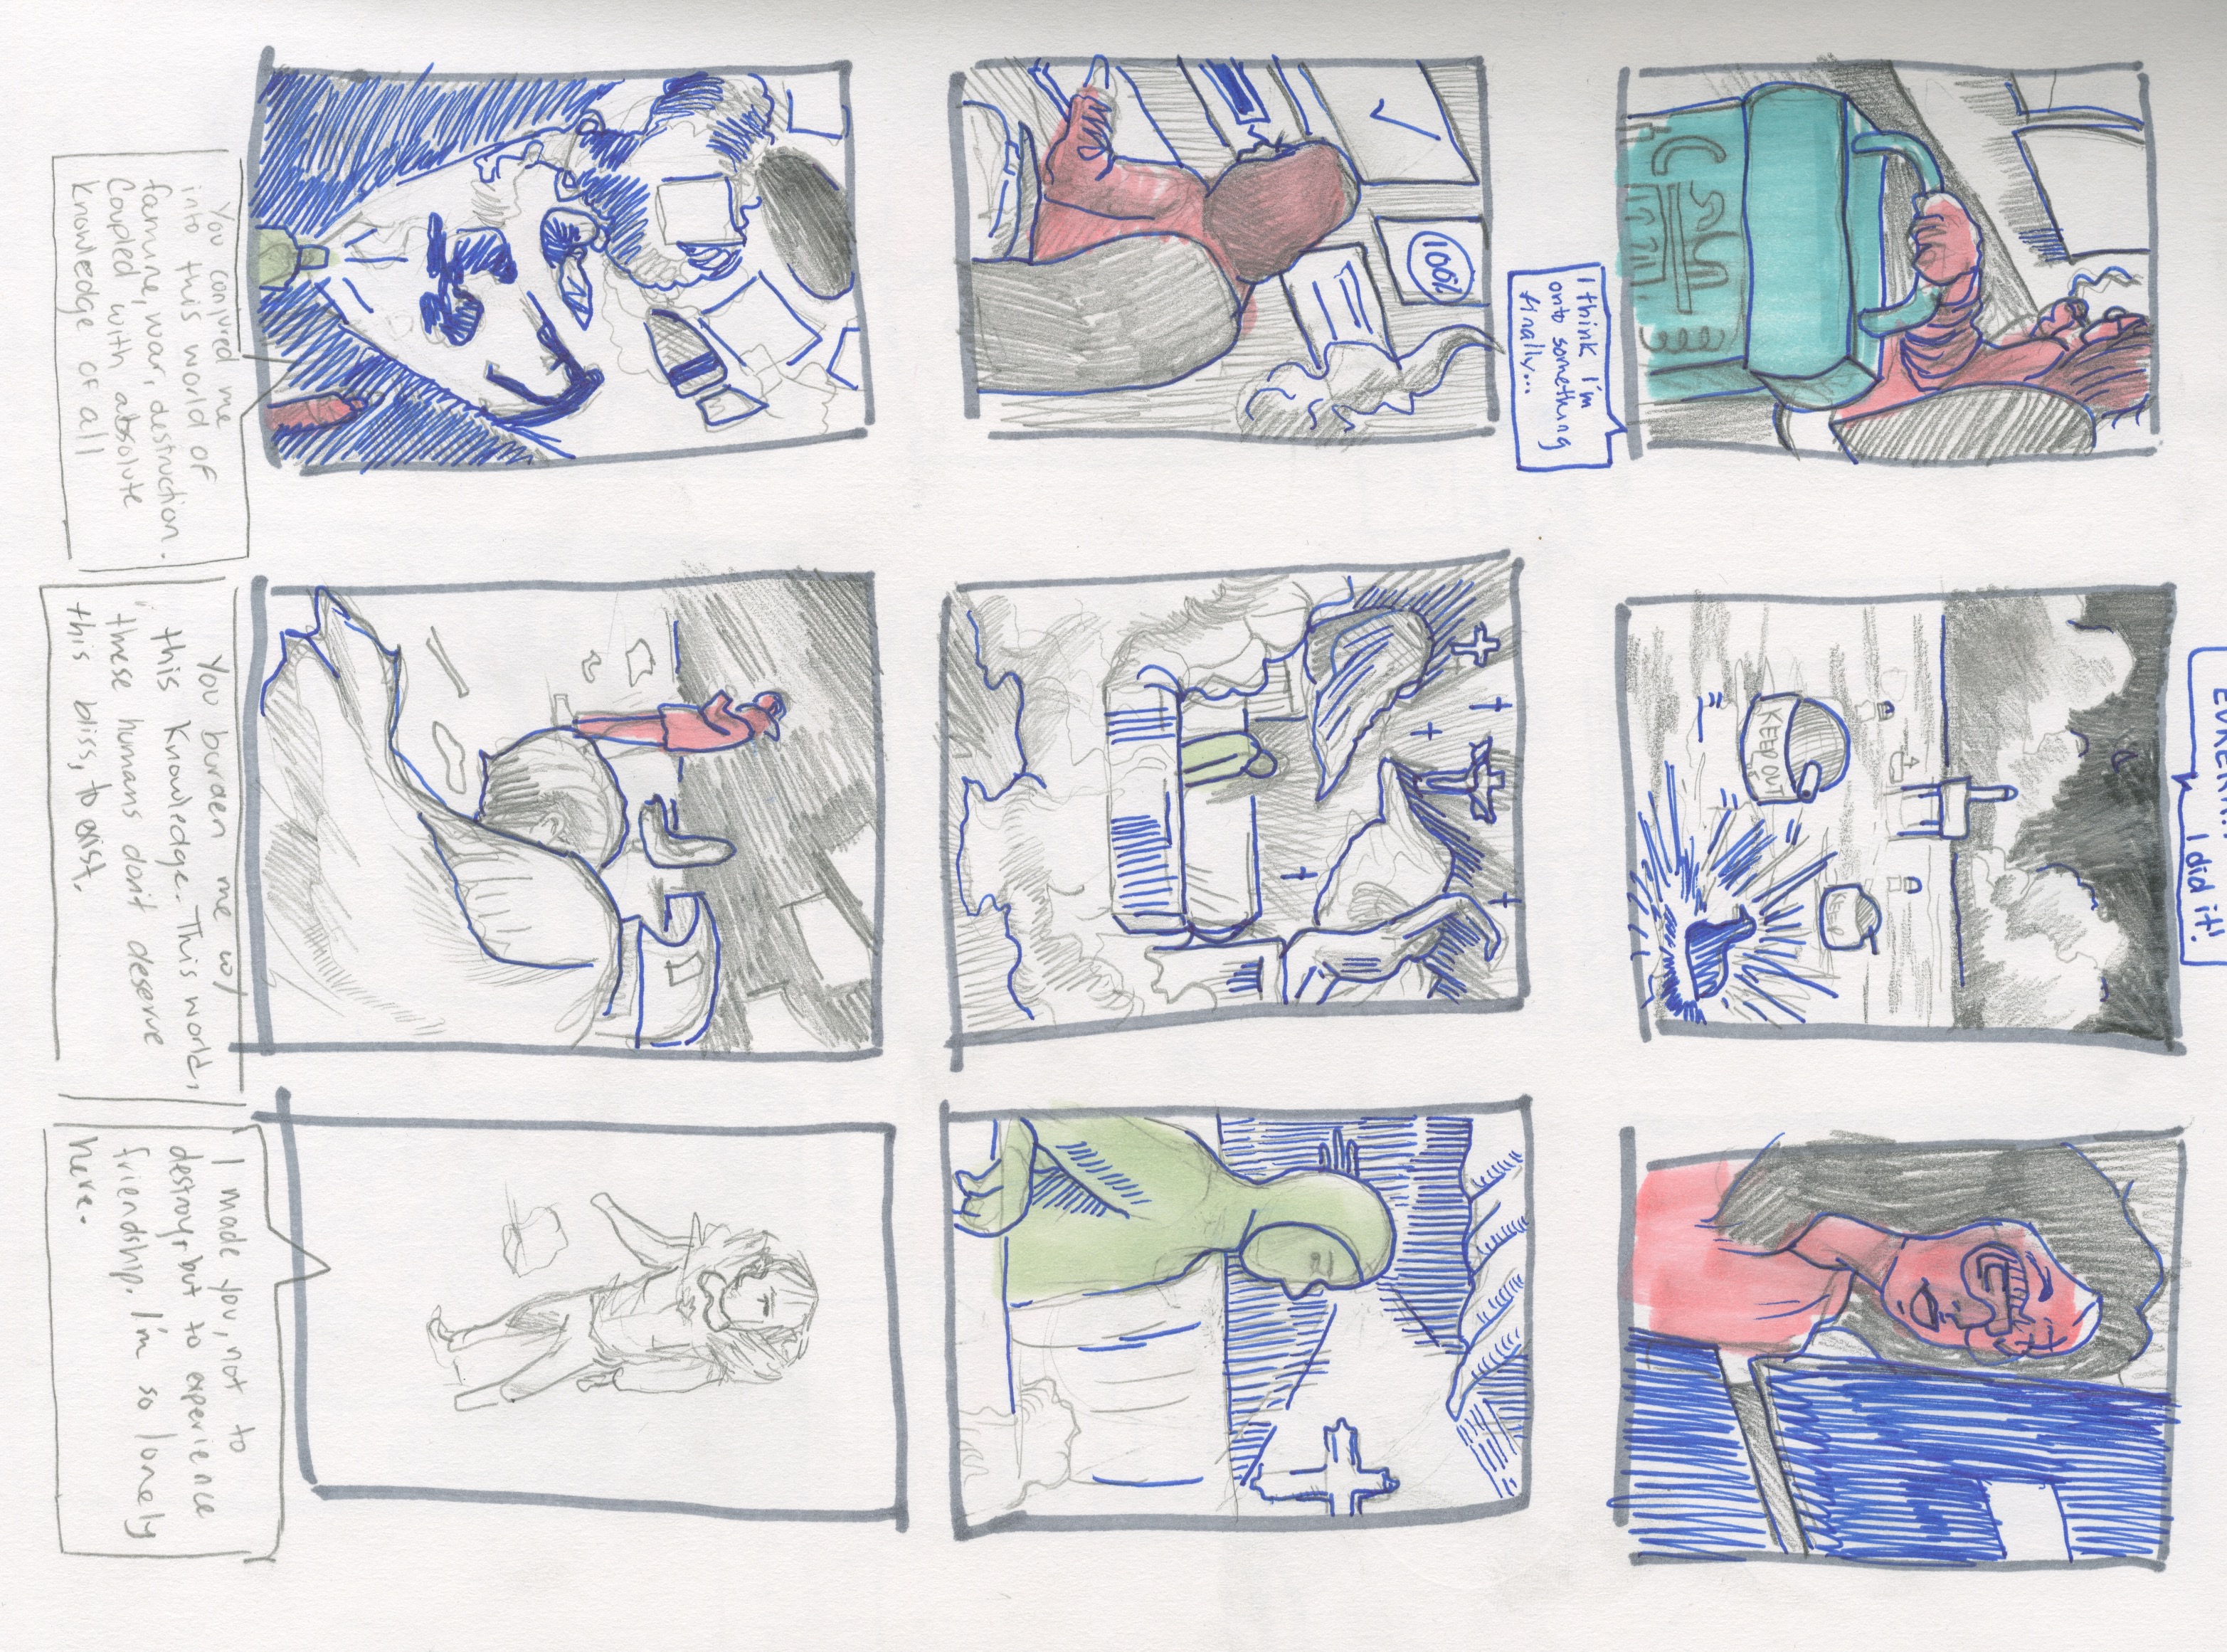 EUREKA!! I did it!
KEEP OUT
I think I'm
onto something
finally...
100%
You conjured me
into this world of
famine, war, destruction.
Coupled with absolute
Knowledge of all
You burden me w/
this Knowledge. This world,
these humans don't deserve
this bliss, to exist.
I made you, not to
destroy, but to experience
friendship. I'm so lonely
here.